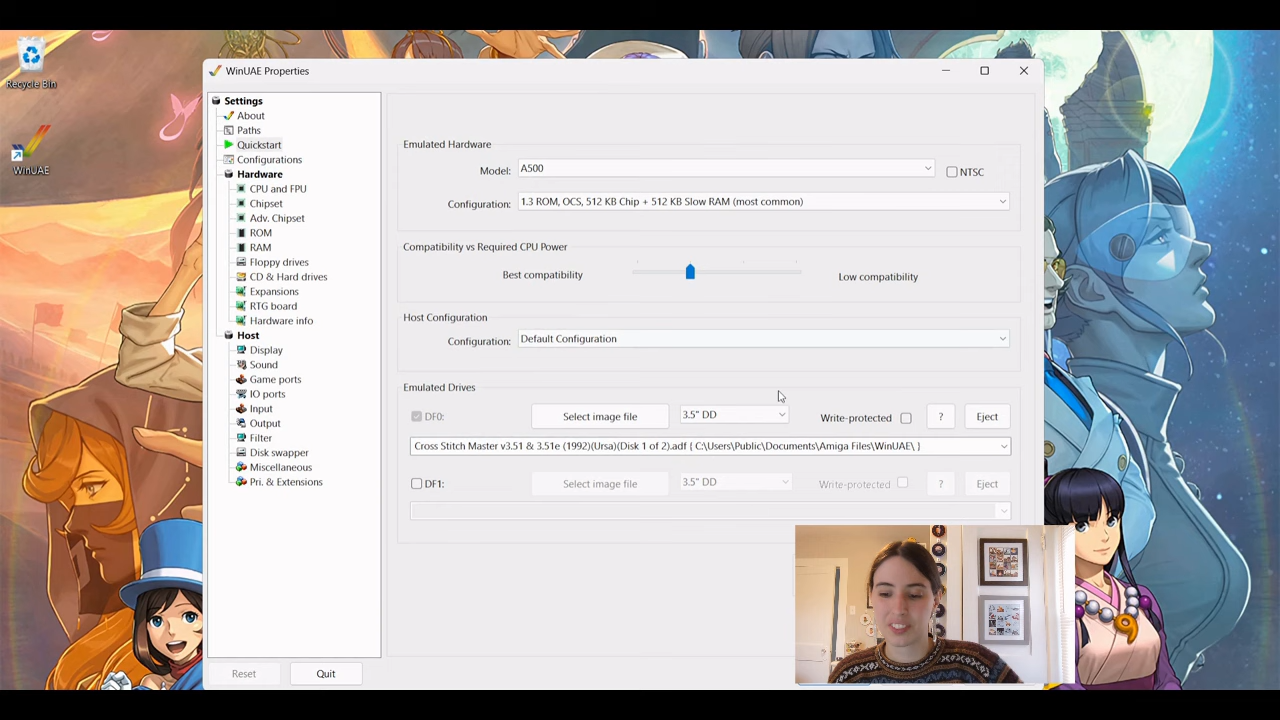 Recycle Bin
WinUAE
WinUAE Properties
Settings
About
Paths
Quickstart
Configurations
Hardware
CPU and FPU
Chipset
Adv. Chipset
ROM
RAM
Floppy drives
CD & Hard drives
Expansions
RTG board
Hardware info
Host
Display
Sound
Game ports
IO ports
Input
Output
Filter
Disk swapper
Miscellaneous
Pri. & Extensions
Reset
Quit
Emulated Hardware
Model: A500 NTSC
Configuration: 1.3 ROM, OCS, 512 KB Chip + 512 KB Slow RAM (most common)
Compatibility vs Required CPU Power
Best compatibility Low compatibility
Host Configuration
Configuration: Default Configuration
Emulated Drives
DF0: Select image file 3.5" DD Write-protected ? Eject
Cross Stitch Master v3.51 & 3.51e (1992)(Ursa)(Disk 1 of 2).adf { C:\Users\Public\Documents\Amiga Files\WinUAE\ }
DF1: Select image file 3.5" DD Write-protected ? Eject